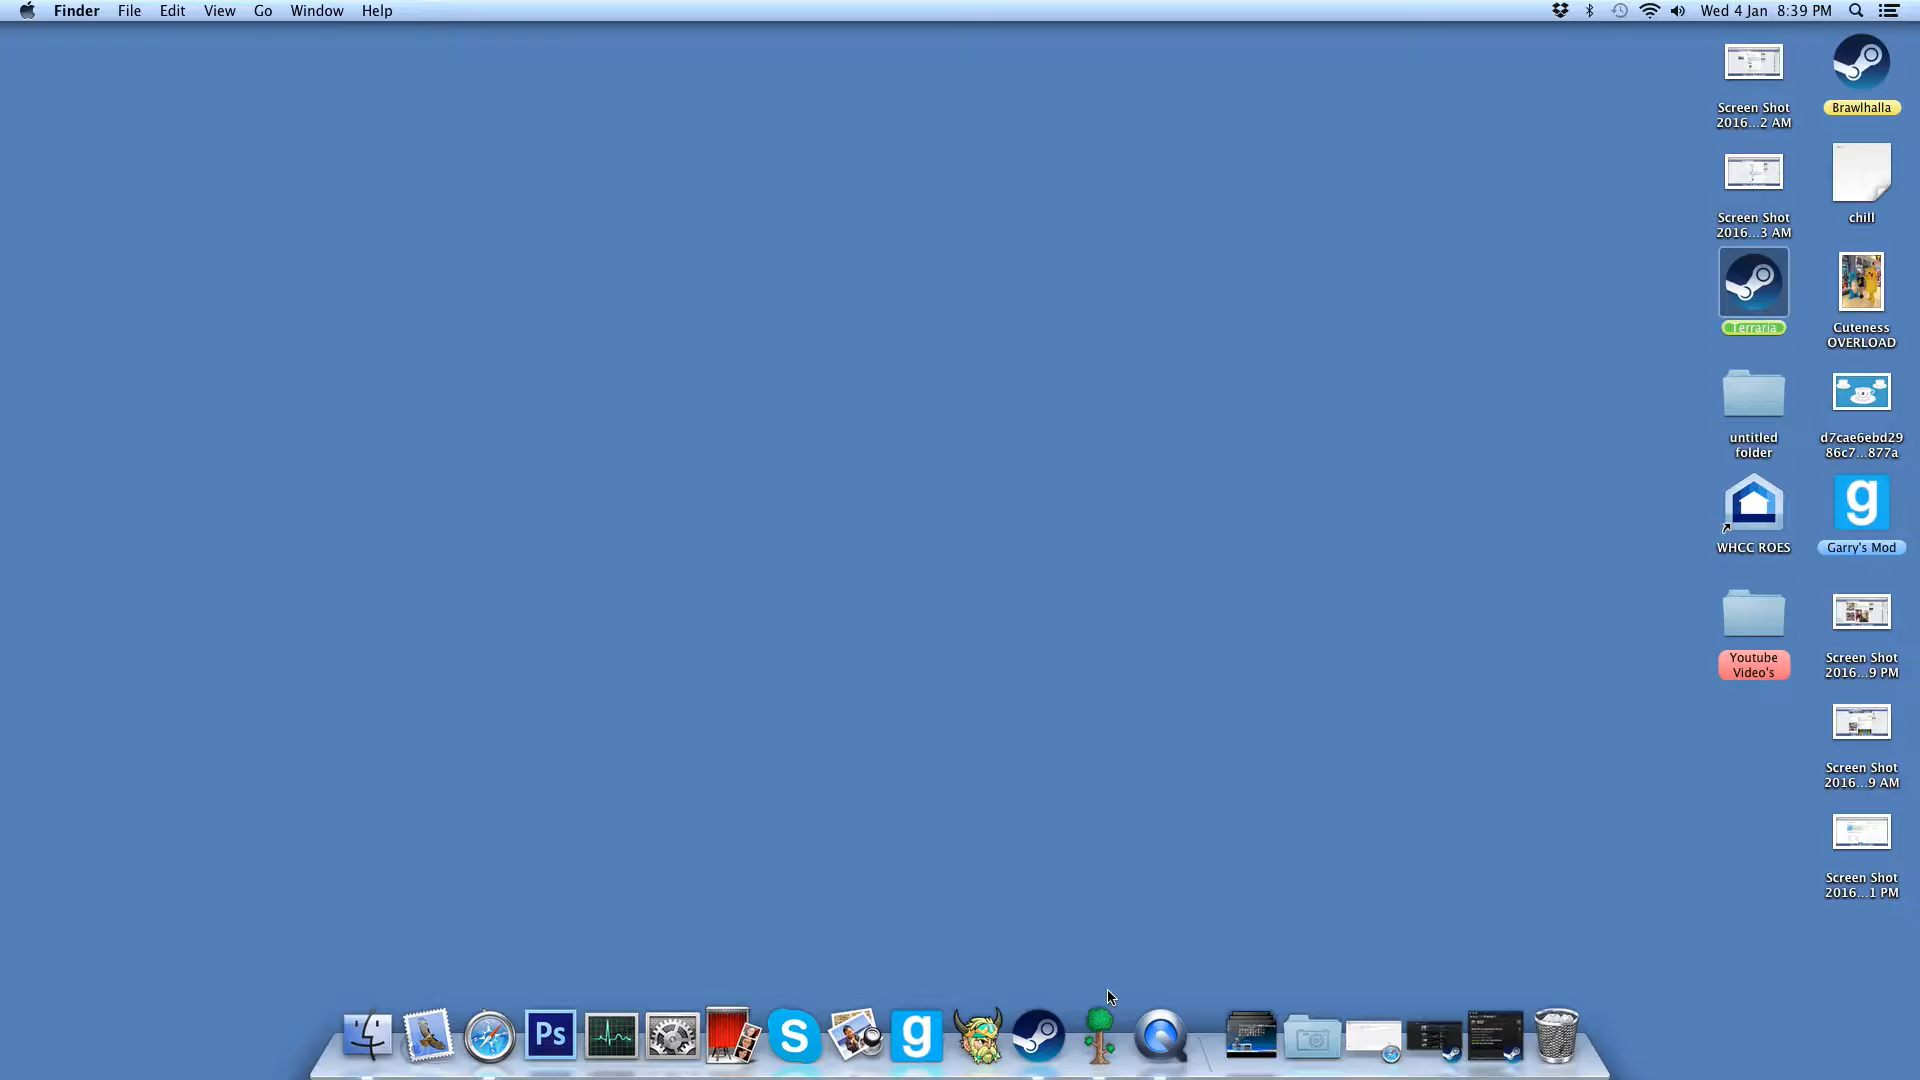 Finder File Edit View Go Window Help
Wed 4 Jan 8:39 PM
Screen Shot
2016...2 AM
Brawlhalla
Screen Shot
2016...3 AM
chill
Terraria
Cuteness
OVERLOAD
untitled
folder
d7cae6ebd29
86c7...877a
WHCC ROES
g
Garry's Mod
Youtube
Video's
Screen Shot
2016...9 PM
Screen Shot
2016...9 AM
Screen Shot
2016...1 PM
Ps
S
g